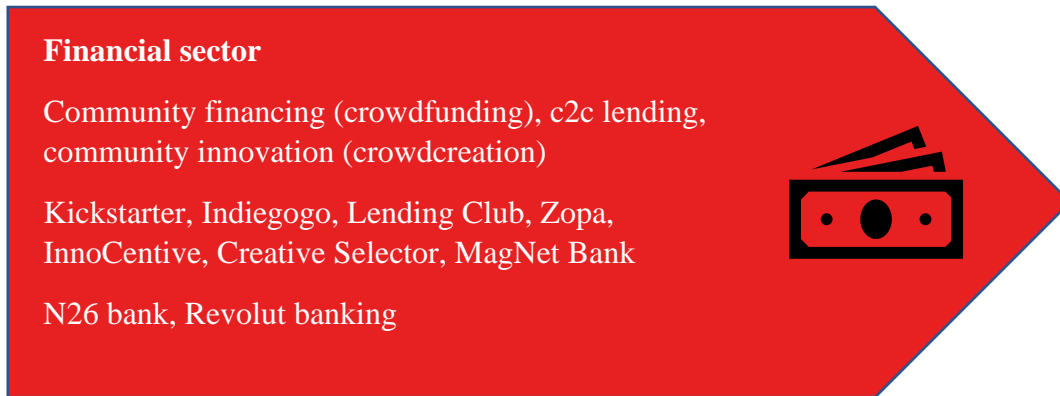 Financial sector
Community financing (crowdfunding), c2c lending,
community innovation (crowdcreation)
Kickstarter, Indiegogo, Lending Club, Zopa,
InnoCentive, Creative Selector, MagNet Bank
N26 bank, Revolut banking